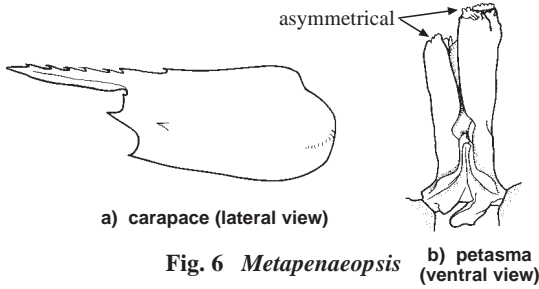 asymmetrical
a) carapace (lateral view)
Fig. 6 Metapenaeopsis
b) petasma
(ventral view)